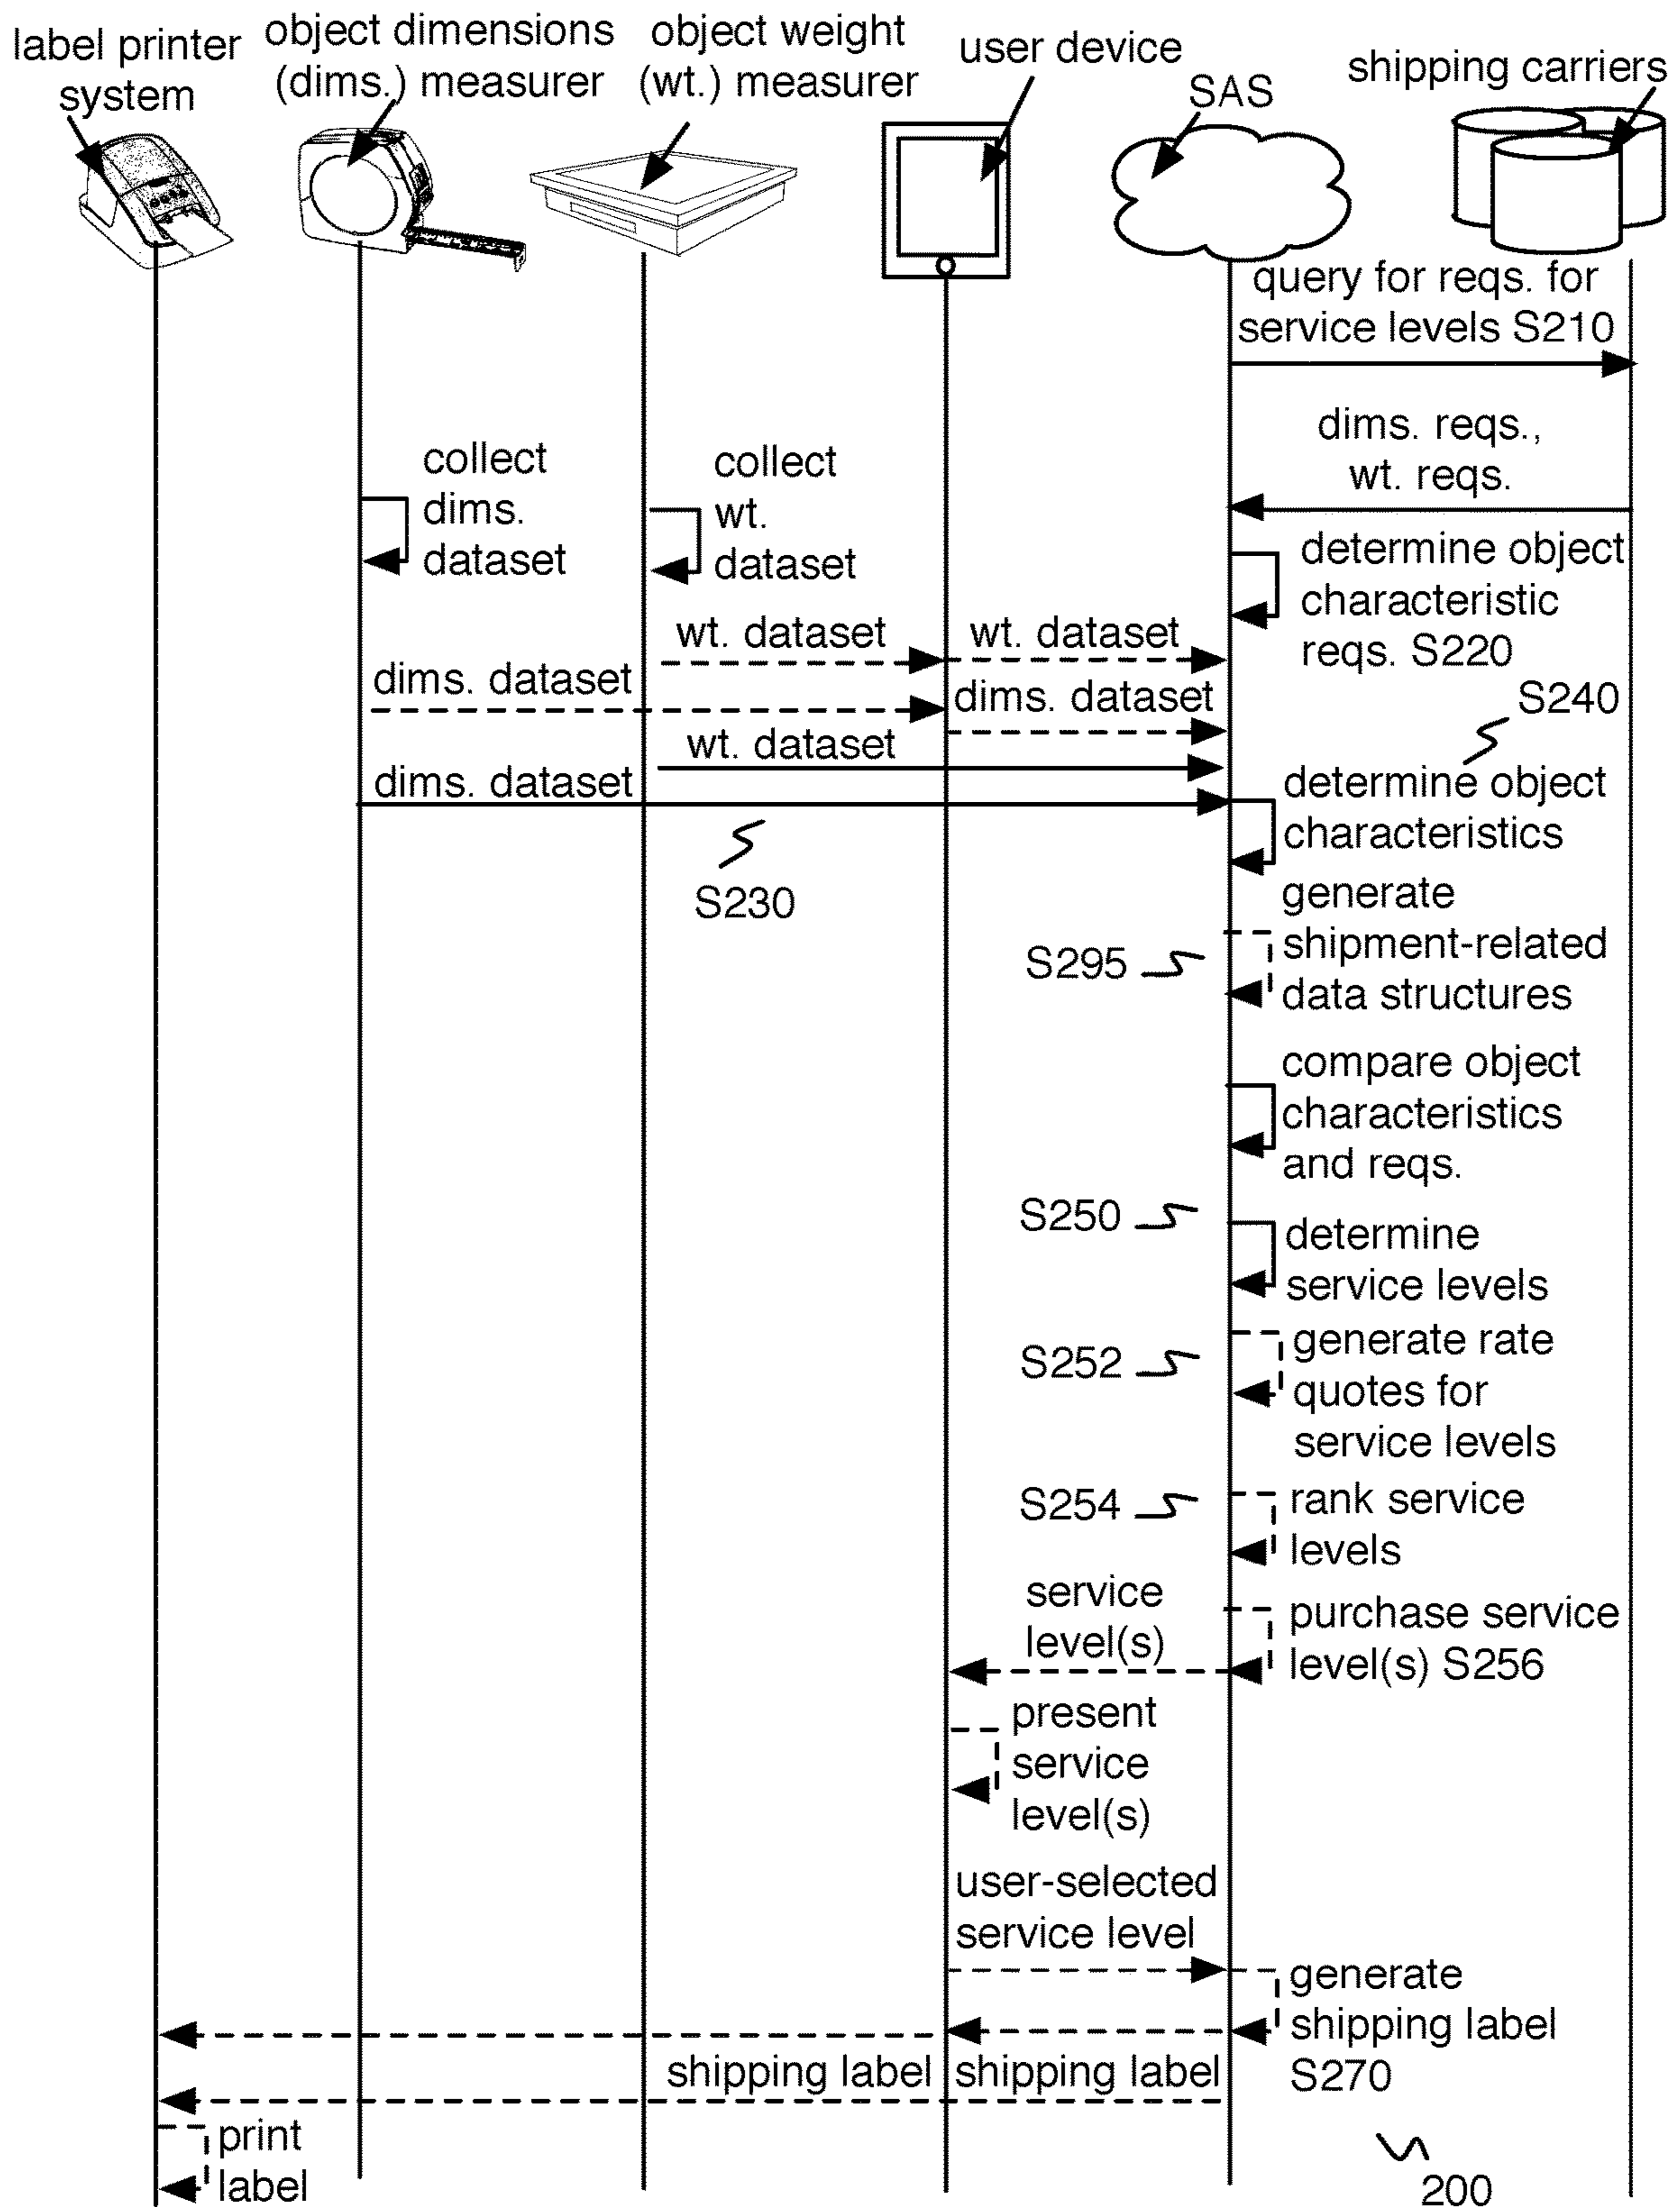 label printer
system
object dimensions
(dims.) measurer
object weight
(wt.) measurer
user device
SAS
shipping carriers
query for reqs. for
service levels S210
dims. reqs.,
wt. reqs.
collect
dims.
dataset
collect
wt.
dataset
determine object
characteristic
reqs. S220
wt. dataset
wt. dataset
dims. dataset
dims. dataset
S240
wt. dataset
dims. dataset
determine object
characteristics
S230
generate
shipment-related
data structures
S295
compare object
characteristics
and reqs.
S250
determine
service levels
S252
generate rate
quotes for
service levels
S254
rank service
levels
service
level(s)
purchase service
level(s) S256
present
service
level(s)
user-selected
service level
generate
shipping label
S270
shipping label
shipping label
print
label
200